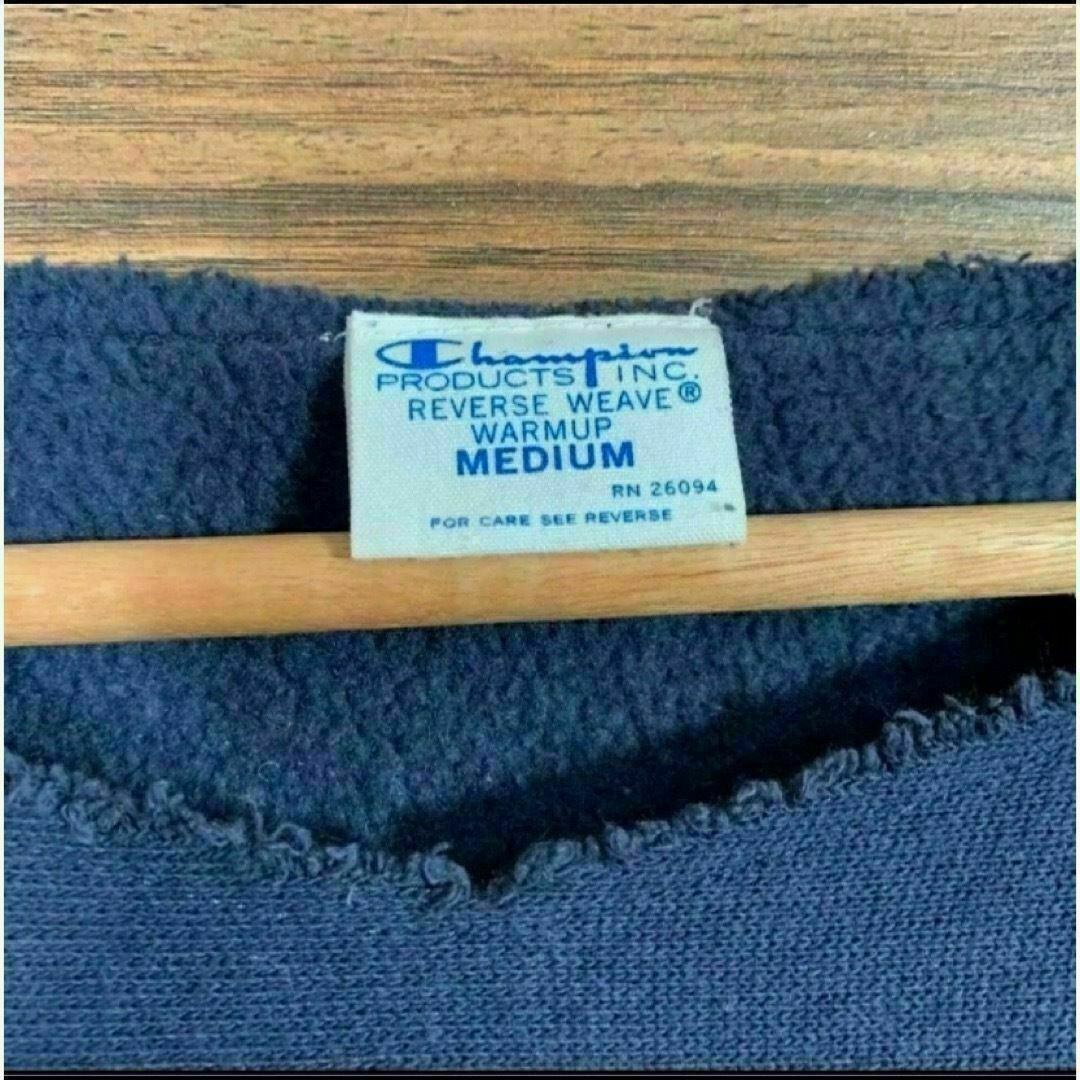 Champion
PRODUCTS INC.
REVERSE WEAVE®
WARMUP
MEDIUM
RN 26094
FOR CARE SEE REVERSE